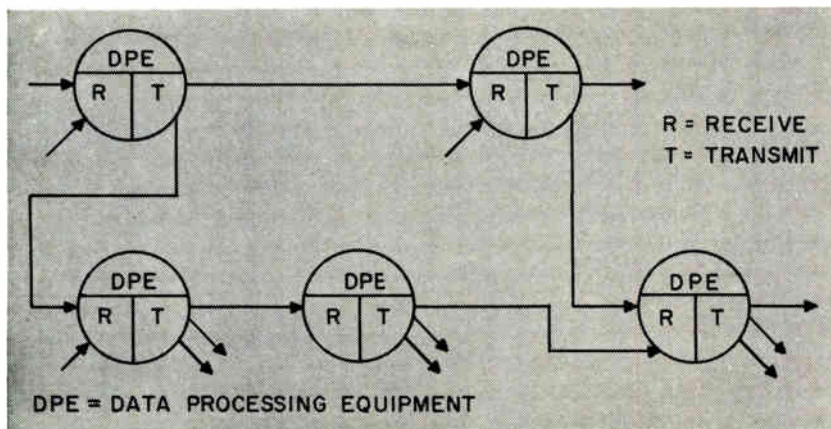 DPE
R T
DPE
R T
R = RECEIVE
T = TRANSMIT
DPE
R T
DPE
R T
DPE
R T
DPE = DATA PROCESSING EQUIPMENT